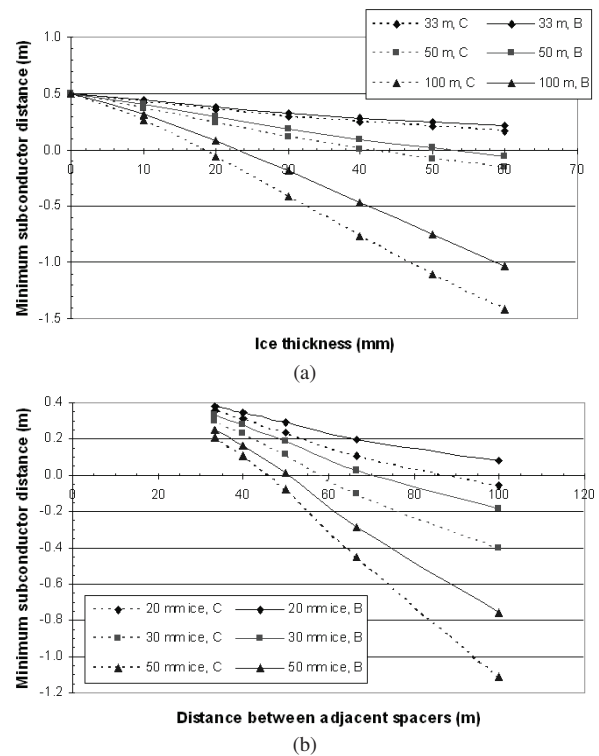 33 m, C 33 m, B
50 m, C 50 m, B
100 m, C 100 m, B
Minimum subconductor distance (m)
1.0
0.5
0.0
-0.5
-1.0
-1.5
0 10 20 30 40 50 60 70
Ice thickness (mm)
(a)
Minimum subconductor distance (m)
0.4
0.2
0.0
-0.2
-0.4
-0.6
-0.8
-1.0
-1.2
0 20 40 60 80 100 120
20 mm ice, C 20 mm ice, B
30 mm ice, C 30 mm ice, B
50 mm ice, C 50 mm ice, B
Distance between adjacent spacers (m)
(b)